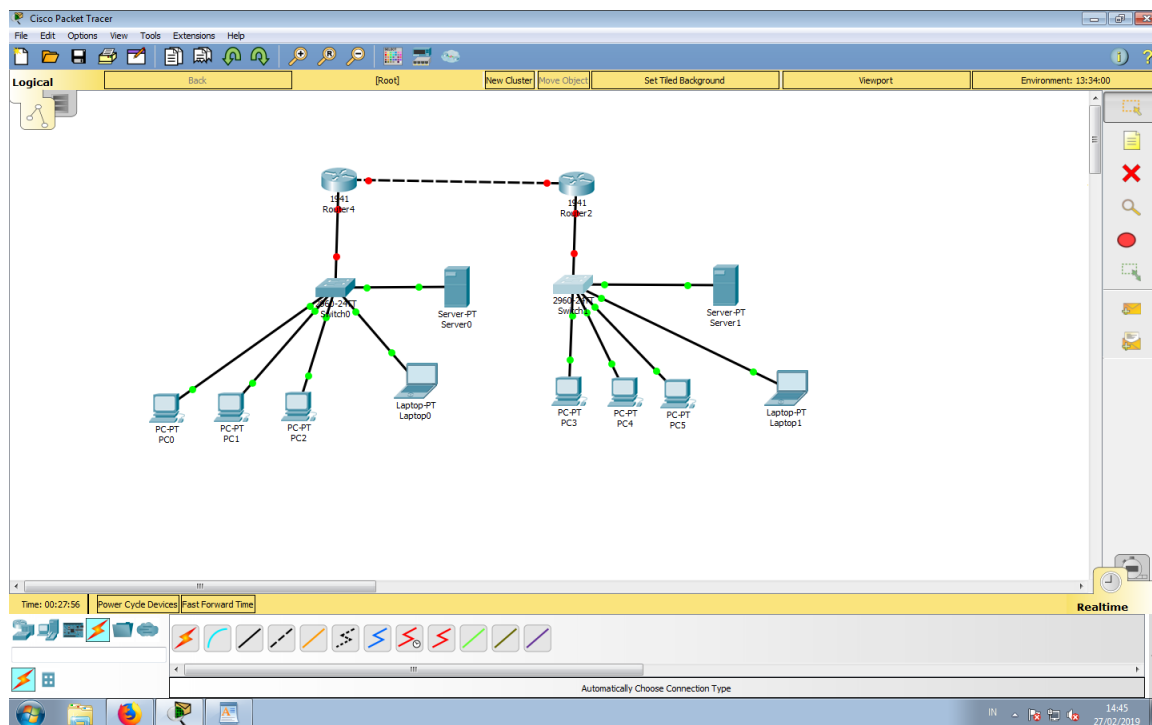 Cisco Packet Tracer
File Edit Options View Tools Extensions Help
Logical Back [Root] New Cluster Move Object Set Tiled Background Viewport Environment: 13:34:00
1941
Router4
1941
Router2
2960-24TT
Switch0
Server-PT
Server0
2960-24TT
Server-PT
Server1
PC-PT
PC0
PC-PT
PC1
PC-PT
PC2
Laptop-PT
Laptop0
PC-PT
PC3
PC-PT
PC4
PC-PT
PC5
Laptop-PT
Laptop1
Time: 00:27:56 Power Cycle Devices Fast Forward Time Realtime
Automatically Choose Connection Type
IN 14:45
27/02/2019